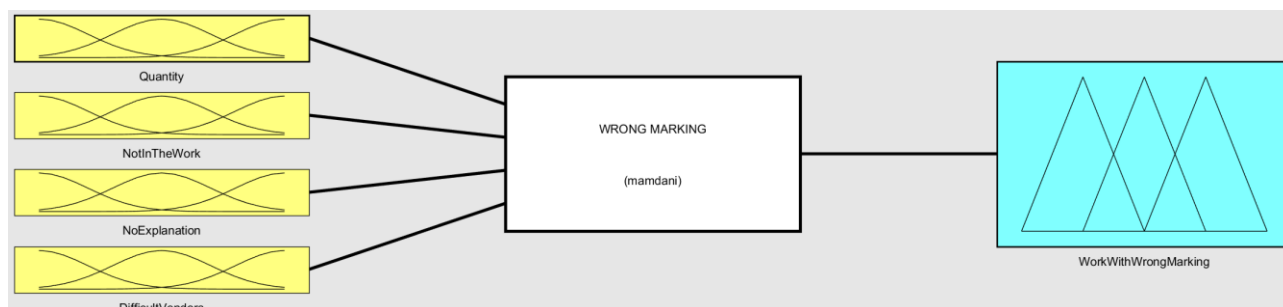 Quantity
NotInTheWork
NoExplanation
WRONG MARKING
(mamdani)
WorkWithWrongMarking